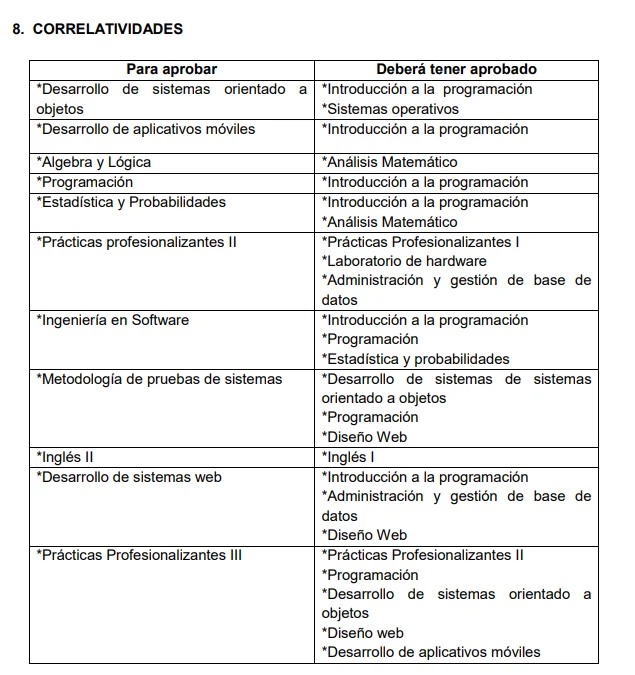 8. CORRELATIVIDADES
Para aprobar
Deberá tener aprobado
*Desarrollo de sistemas orientado a
objetos
*Introducción a la programación
*Sistemas operativos
*Desarrollo de aplicativos móviles
*Introducción a la programación
*Algebra y Lógica
*Análisis Matemático
*Programación
*Introducción a la programación
*Estadística y Probabilidades
*Introducción a la programación
*Análisis Matemático
*Prácticas profesionalizantes II
*Prácticas Profesionalizantes I
*Laboratorio de hardware
*Administración y gestión de base de
datos
*Ingeniería en Software
*Introducción a la programación
*Programación
*Estadística y probabilidades
*Metodología de pruebas de sistemas
*Desarrollo de sistemas de sistemas
orientado a objetos
*Programación
*Diseño Web
*Inglés II
*Inglés I
*Desarrollo de sistemas web
*Introducción a la programación
*Administración y gestión de base de
datos
*Diseño Web
*Prácticas Profesionalizantes III
*Prácticas Profesionalizantes II
*Programación
*Desarrollo de sistemas orientado a
objetos
*Diseño web
*Desarrollo de aplicativos móviles